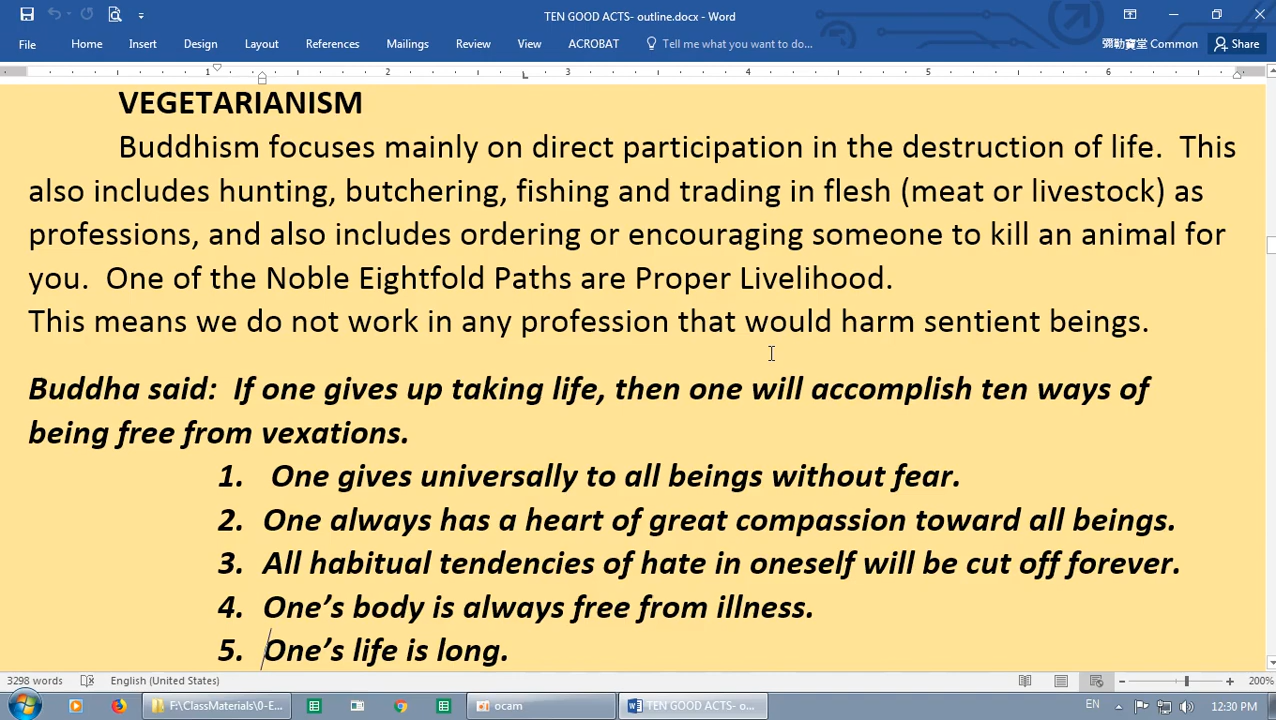 TEN GOOD ACTS- outline.docx - Word
File Home Insert Design Layout References Mailings Review View ACROBAT Tell me what you want to do... 彌勒寶堂 Common Share
1 2 3 4 5 6
VEGETARIANISM
Buddhism focuses mainly on direct participation in the destruction of life. This
also includes hunting, butchering, fishing and trading in flesh (meat or livestock) as
professions, and also includes ordering or encouraging someone to kill an animal for
you. One of the Noble Eightfold Paths are Proper Livelihood.
This means we do not work in any profession that would harm sentient beings.
Buddha said: If one gives up taking life, then one will accomplish ten ways of
being free from vexations.
1. One gives universally to all beings without fear.
2. One always has a heart of great compassion toward all beings.
3. All habitual tendencies of hate in oneself will be cut off forever.
4. One's body is always free from illness.
5. One's life is long.
3298 words English (United States) 200%
F:\ClassMaterials\0-E... ocam TEN GOOD ACTS- o... EN 12:30 PM